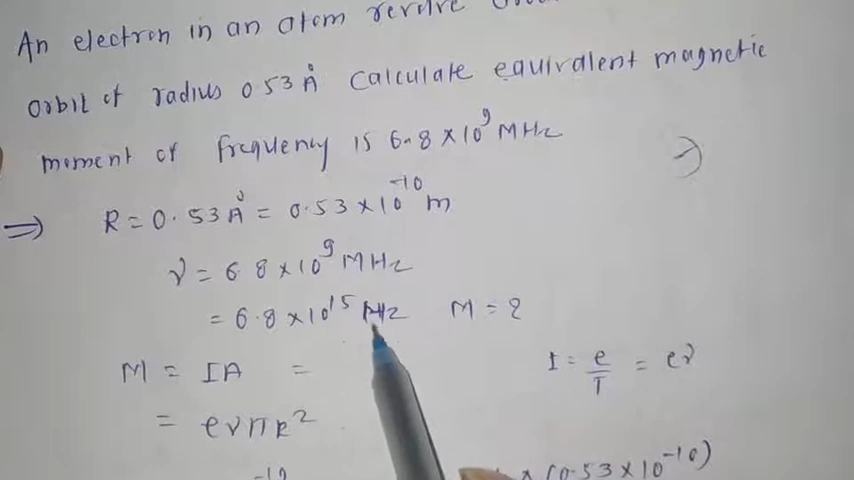 An electron in an atom revolve
orbit of radius 0.53 Å calculate equivalent magnetic
moment of frequency is 6.8 × 10⁹ MHz
⇒ R = 0.53 Å = 0.53 × 10⁻¹⁰ m
ν = 6.8 × 10⁹ MHz
= 6.8 × 10¹⁵ Hz M = ?
M = IA = I = e/T = eν
= eνπR²
× (0.53 × 10⁻¹⁰)